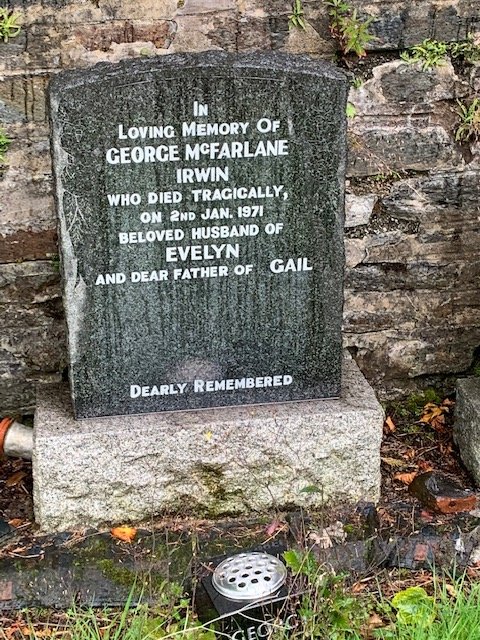 In
Loving Memory Of
GEORGE McFARLANE
IRWIN
WHO DIED TRAGICALLY,
ON 2ND JAN. 1971
BELOVED HUSBAND OF
EVELYN
AND DEAR FATHER OF GAIL
DEARLY REMEMBERED